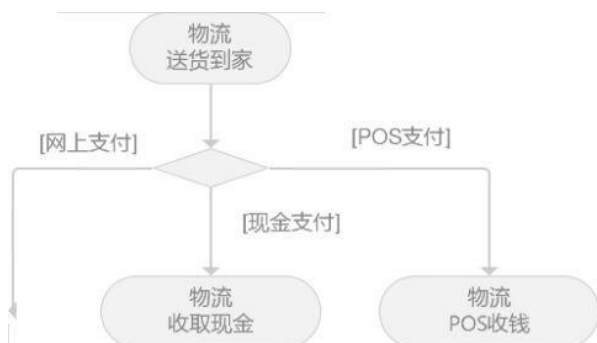 物流
送货到家
[网上支付]
[POS支付]
[现金支付]
物流
收取现金
物流
POS收钱